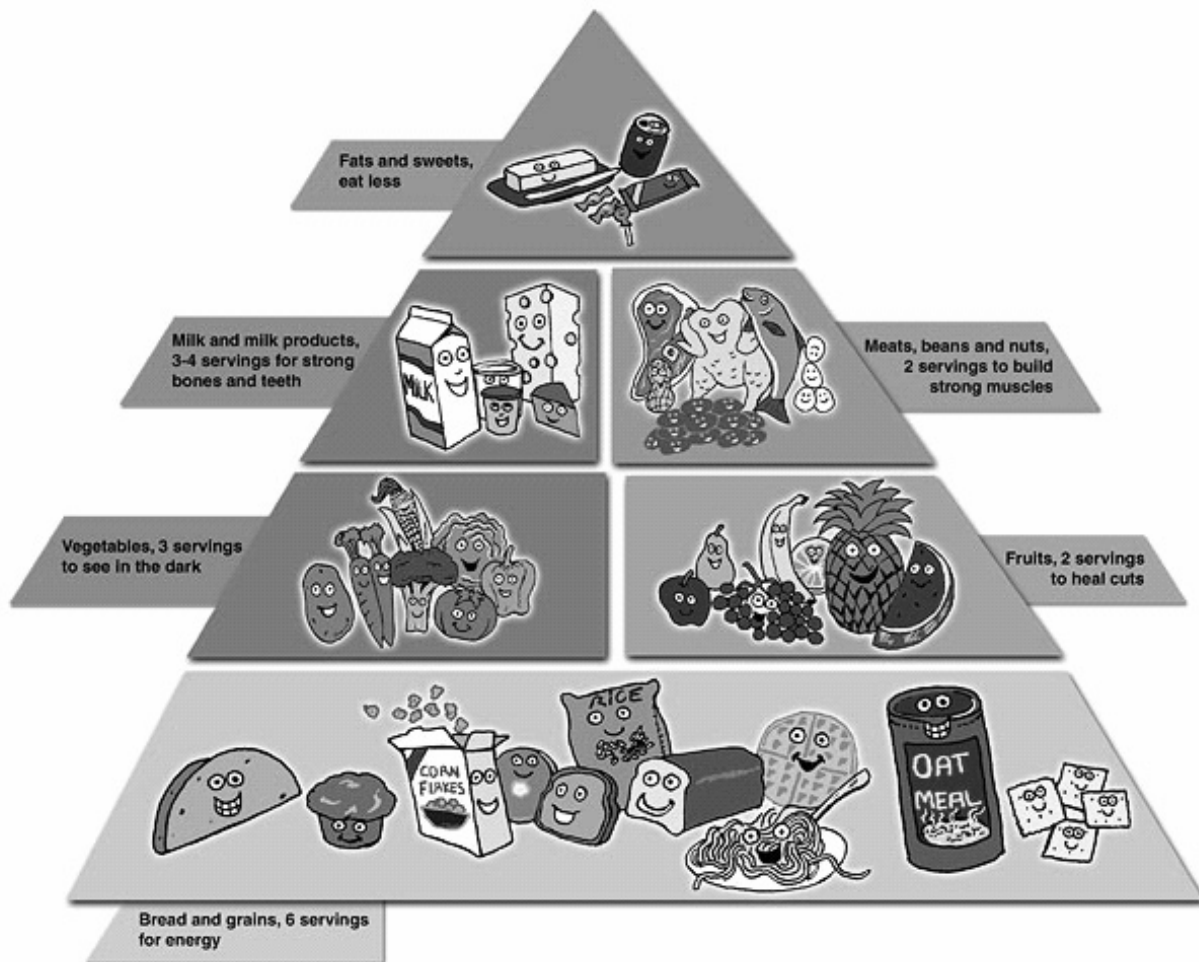 Fats and sweets,
eat less
Milk and milk products,
3-4 servings for strong
bones and teeth
MILK
Meats, beans and nuts,
2 servings to build
strong muscles
Vegetables, 3 servings
to see in the dark
Fruits, 2 servings
to heal cuts
RICE
CORN
FLAKES
OAT
MEAL
Bread and grains, 6 servings
for energy